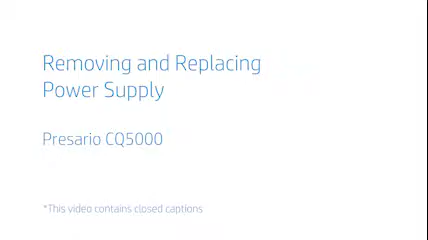 Removing and Replacing
Power Supply
Presario CQ5000
*This video contains closed captions